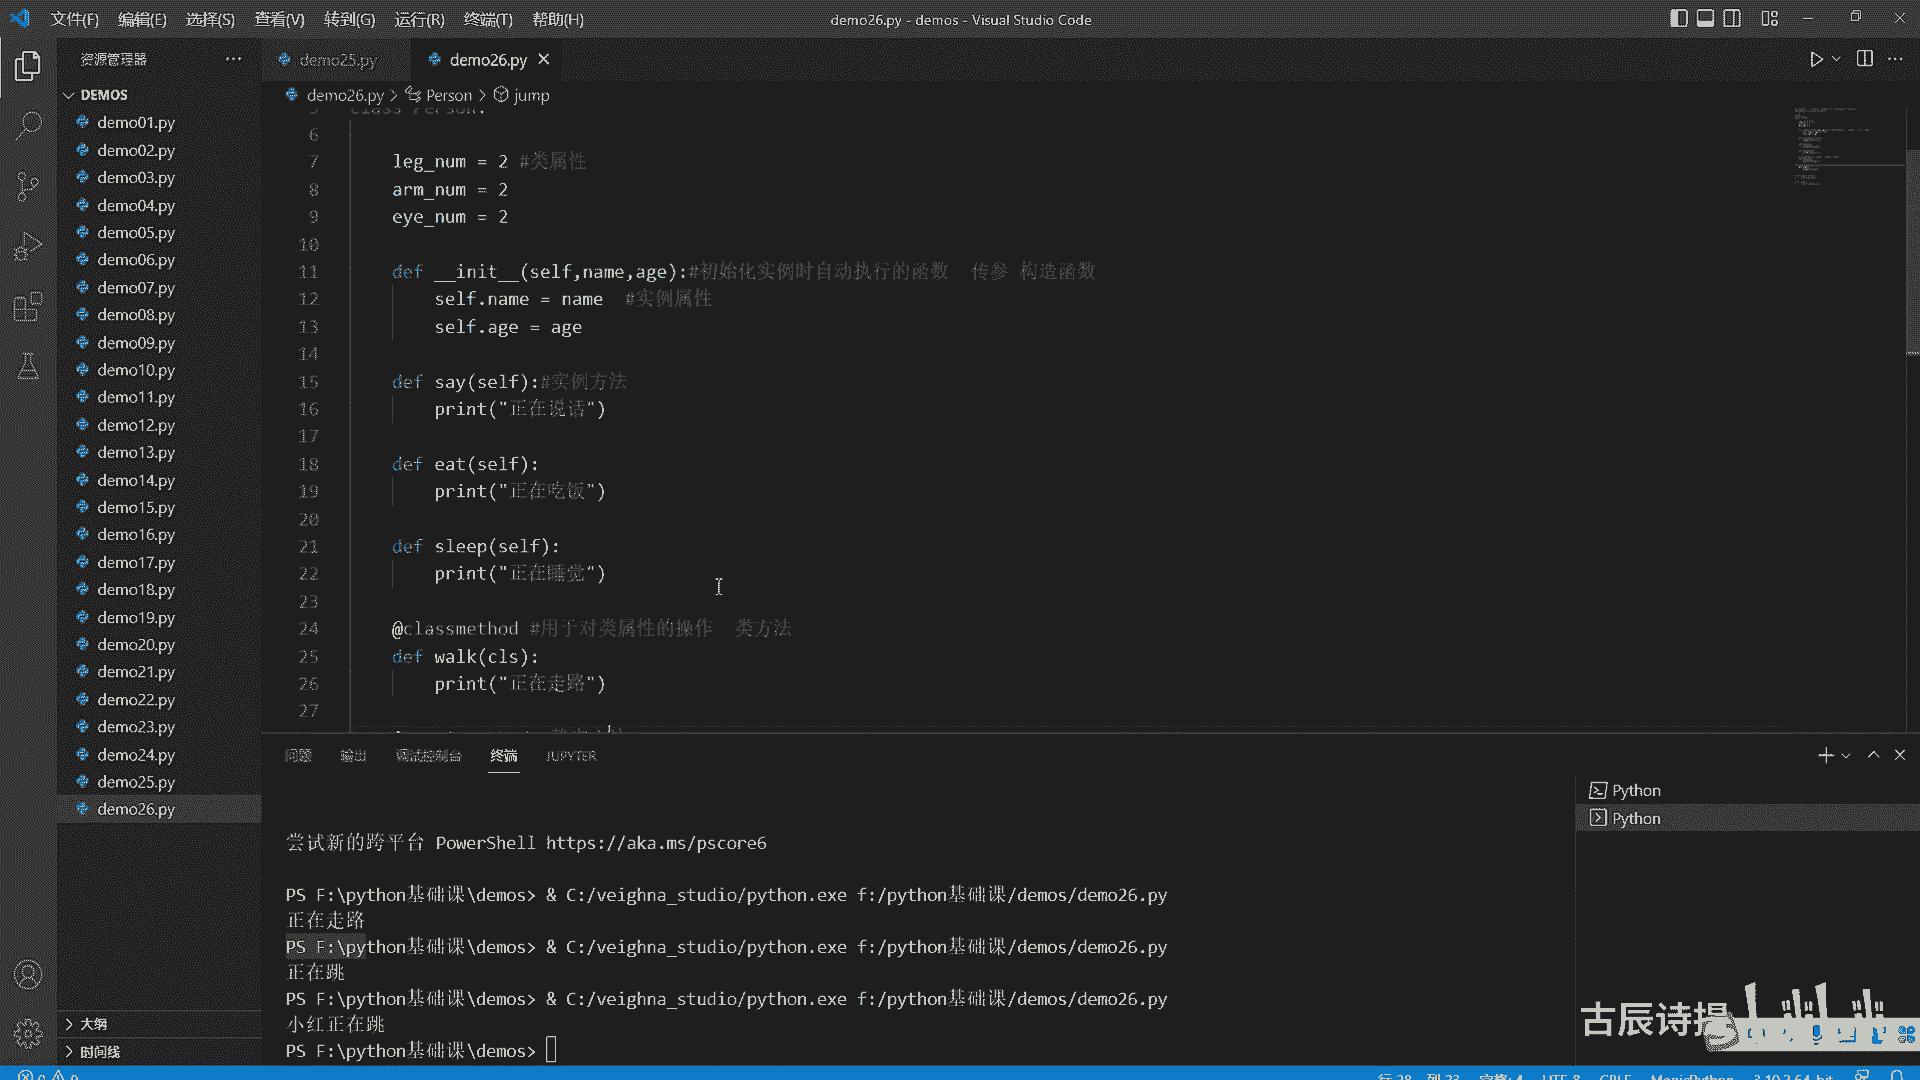 文件(F) 编辑(E) 选择(S) 查看(V) 转到(G) 运行(R) 终端(T) 帮助(H)
demo26.py - demos - Visual Studio Code
资源管理器 ···
demo25.py
demo26.py
DEMOS
demo26.py > Person > jump
demo01.py
demo02.py
demo03.py
demo04.py
demo05.py
demo06.py
demo07.py
demo08.py
demo09.py
demo10.py
demo11.py
demo12.py
demo13.py
demo14.py
demo15.py
demo16.py
demo17.py
demo18.py
demo19.py
demo20.py
demo21.py
demo22.py
demo23.py
demo24.py
demo25.py
demo26.py
大纲
时间线
5 class Person:
6
7 leg_num = 2 #类属性
8 arm_num = 2
9 eye_num = 2
10
11 def __init__(self,name,age):#初始化实例时自动执行的函数 传参 构造函数
12 self.name = name #实例属性
13 self.age = age
14
15 def say(self):#实例方法
16 print("正在说话")
17
18 def eat(self):
19 print("正在吃饭")
20
21 def sleep(self):
22 print("正在睡觉")
23
24 @classmethod #用于对类属性的操作 类方法
25 def walk(cls):
26 print("正在走路")
27
问题 输出 调试控制台 终端 JUPYTER
尝试新的跨平台 PowerShell https://aka.ms/pscore6
PS F:\python基础课\demos> & C:/veighna_studio/python.exe f:/python基础课/demos/demo26.py
正在走路
PS F:\python基础课\demos> & C:/veighna_studio/python.exe f:/python基础课/demos/demo26.py
正在跳
PS F:\python基础课\demos> & C:/veighna_studio/python.exe f:/python基础课/demos/demo26.py
小红正在跳
PS F:\python基础课\demos>
Python
Python
古辰诗提